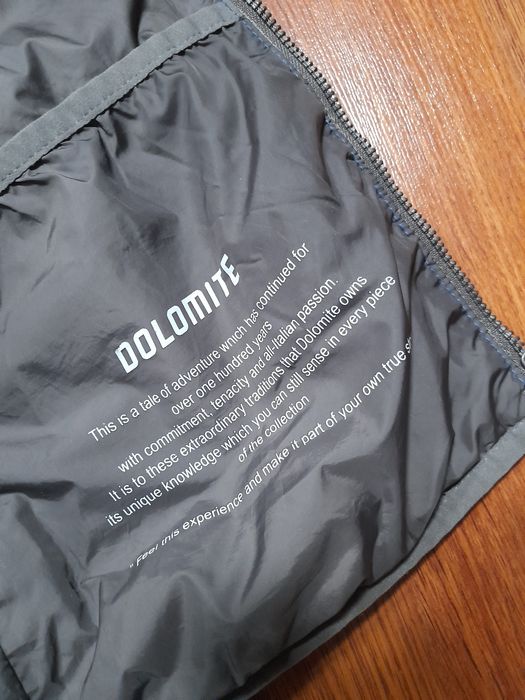 DOLOMITE
This is a tale of adventure which has continued for
over one hundred years
with commitment, tenacity and all-italian passion.
It is to these extraordinary traditions that Dolomite owns
its unique knowledge which you can still sense in every piece
of the collection
"Feel this experience and make it part of your own true